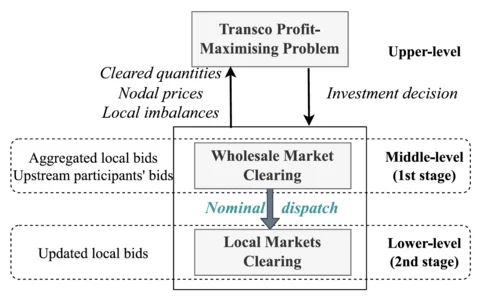 Transco Profit-
Maximising Problem
Upper-level
Cleared quantities
Nodal prices
Local imbalances
Investment decision
Aggregated local bids
Upstream participants' bids
Wholesale Market
Clearing
Middle-level
(1st stage)
Nominal dispatch
Updated local bids
Local Markets
Clearing
Lower-level
(2nd stage)